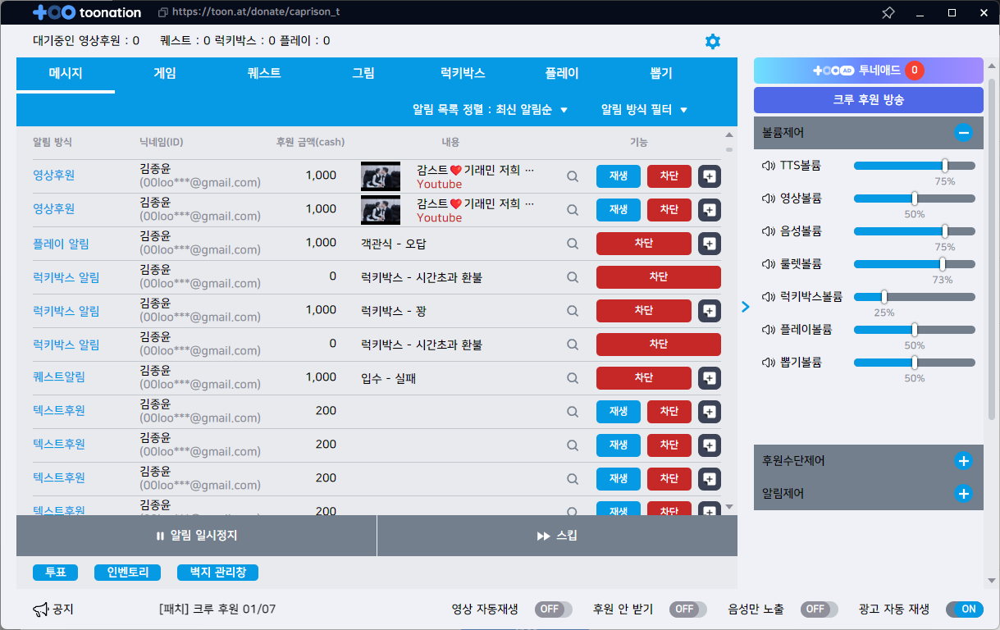 toonation https://toon.at/donate/caprison_t
대기중인 영상후원 : 0 퀘스트 : 0 럭키박스 : 0 플레이 : 0
메시지 게임 퀘스트 그림 럭키박스 플레이 뽑기
알림 목록 정렬 : 최신 알림순 ▼ 알림 방식 필터 ▼
알림 방식 닉네임(ID) 후원 금액(cash) 내용 기능
영상후원 김종윤 (00loo***@gmail.com) 1,000 감스트❤️기래민 저희 ··· Youtube 재생 차단
영상후원 김종윤 (00loo***@gmail.com) 1,000 감스트❤️기래민 저희 ··· Youtube 재생 차단
플레이 알림 김종윤 (00loo***@gmail.com) 1,000 객관식 - 오답 차단
럭키박스 알림 김종윤 (00loo***@gmail.com) 0 럭키박스 - 시간초과 환불 차단
럭키박스 알림 김종윤 (00loo***@gmail.com) 1,000 럭키박스 - 꽝 차단
럭키박스 알림 김종윤 (00loo***@gmail.com) 0 럭키박스 - 시간초과 환불 차단
퀘스트알림 김종윤 (00loo***@gmail.com) 1,000 입수 - 실패 차단
텍스트후원 김종윤 (00loo***@gmail.com) 200 재생 차단
텍스트후원 김종윤 (00loo***@gmail.com) 200 재생 차단
텍스트후원 김종윤 (00loo***@gmail.com) 200 재생 차단
텍스트후원 김종윤 200 재생 차단
알림 일시정지 스킵
투표 인벤토리 벽지 관리창
too AD 투네애드 0
크루 후원 방송
볼륨제어
TTS볼륨
75%
영상볼륨
50%
음성볼륨
75%
룰렛볼륨
73%
럭키박스볼륨
25%
플레이볼륨
50%
뽑기볼륨
50%
후원수단제어
알림제어
공지 [패치] 크루 후원 01/07 영상 자동재생 OFF 후원 안 받기 OFF 음성만 노출 OFF 광고 자동 재생 ON